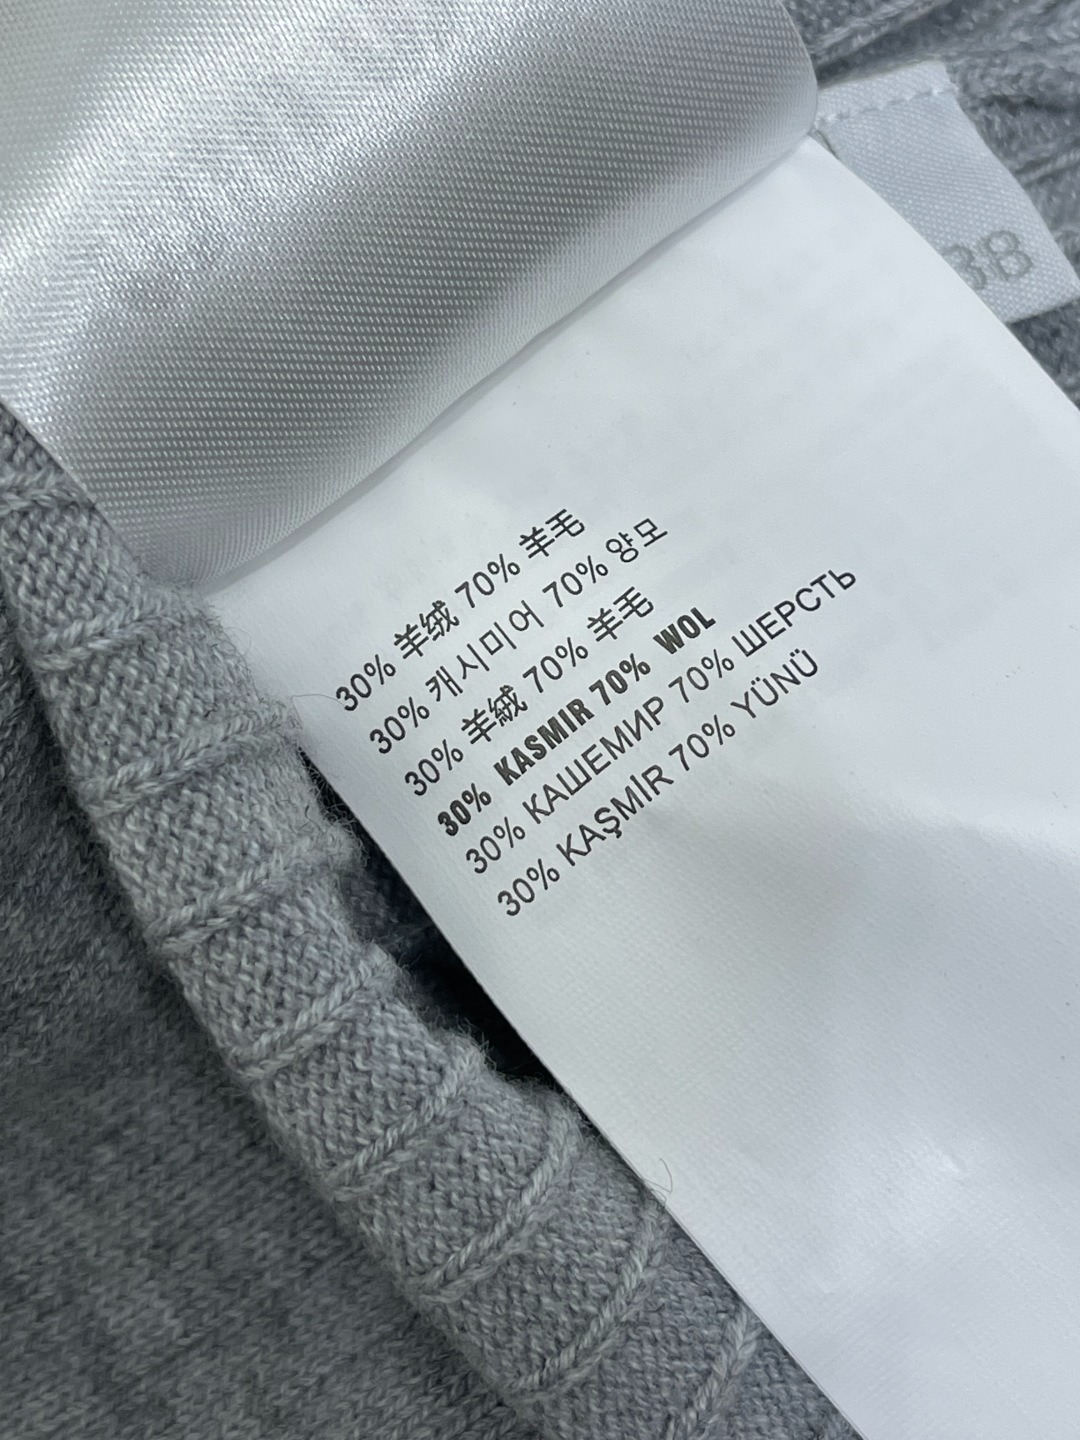 38
30% 羊绒 70% 羊毛
30% 캐시미어 70% 양모
30% 羊絨 70% 羊毛
30% KASMIR 70% WOL
30% КАШЕМИР 70% ШЕРСТЬ
30% KAŞMİR 70% YÜNÜ